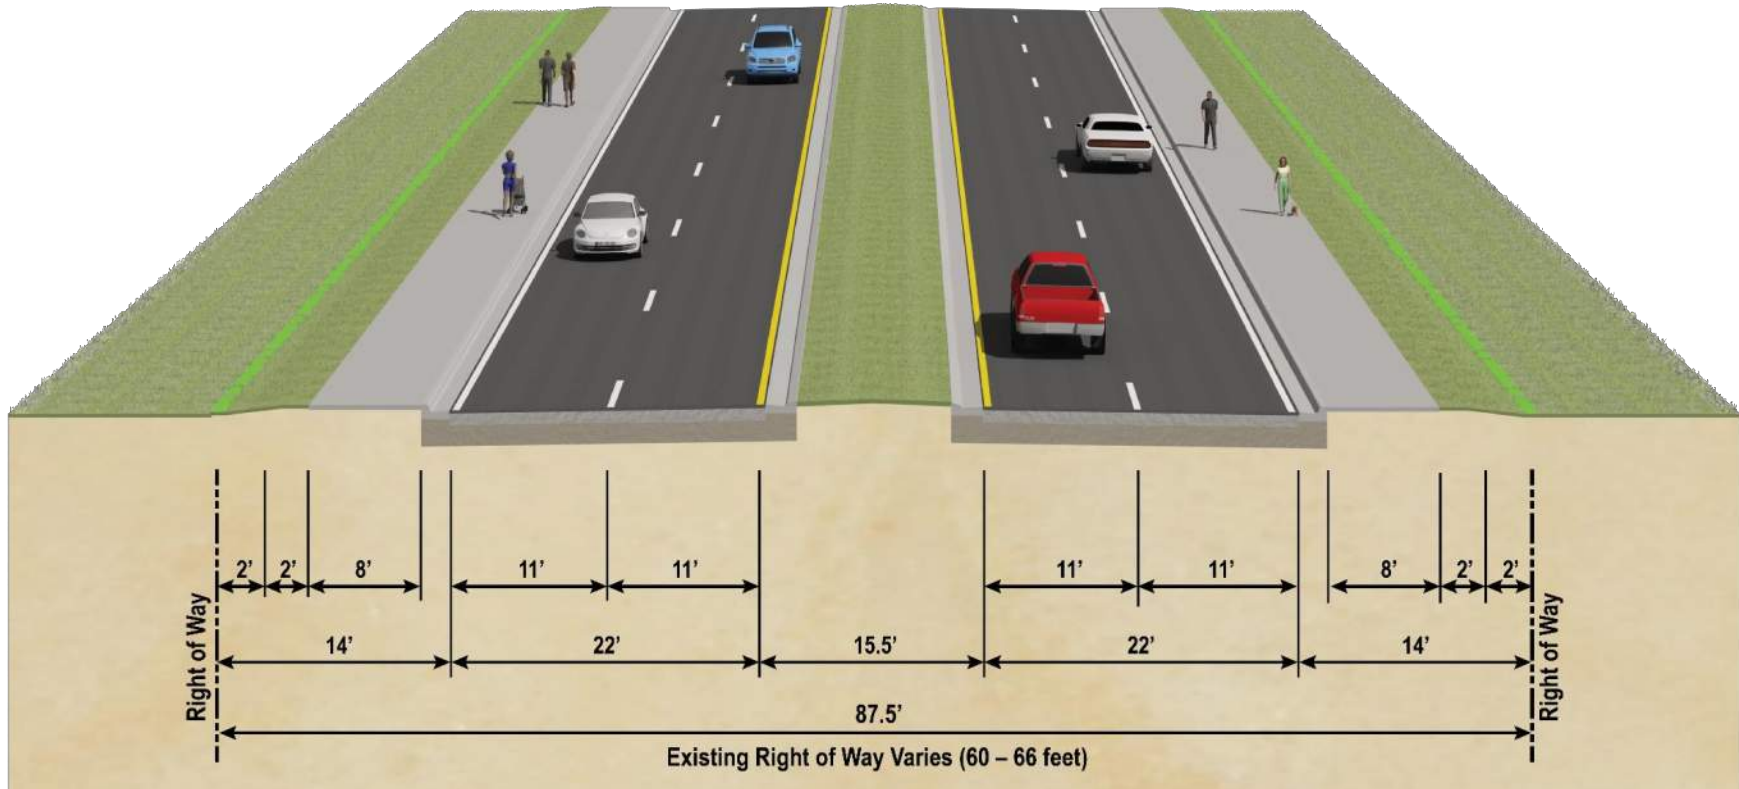 2’ 2’ 8’ 11’ 11’ 11’ 11’ 8’ 2’ 2’
Right of Way
14’ 22’ 15.5’ 22’ 14’
Right of Way
87.5’
Existing Right of Way Varies (60 – 66 feet)